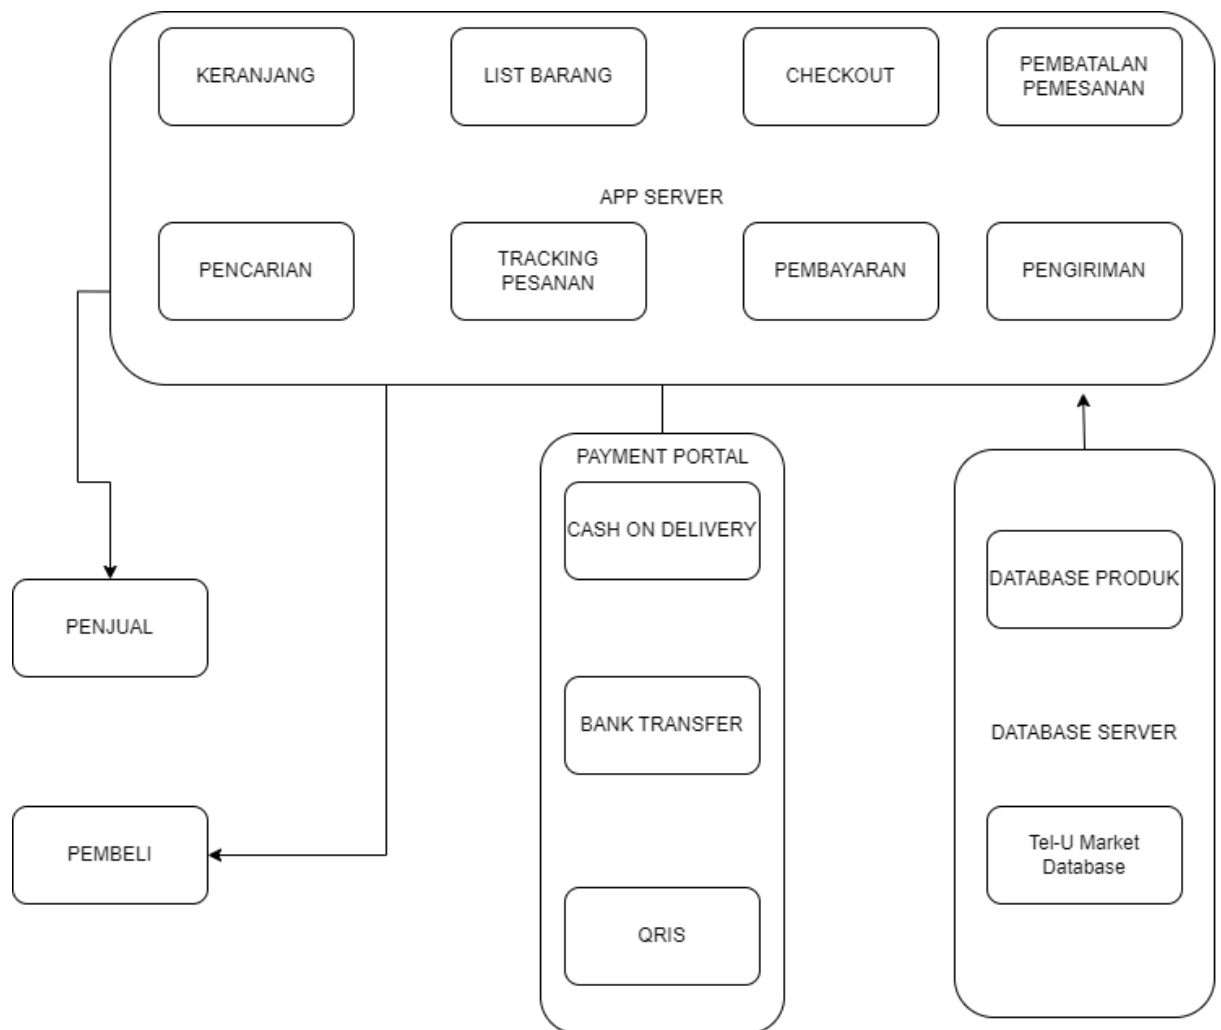 KERANJANG
LIST BARANG
CHECKOUT
PEMBATALAN
PEMESANAN
APP SERVER
PENCARIAN
TRACKING
PESANAN
PEMBAYARAN
PENGIRIMAN
PAYMENT PORTAL
CASH ON DELIVERY
BANK TRANSFER
QRIS
PENJUAL
PEMBELI
DATABASE PRODUK
DATABASE SERVER
Tel-U Market
Database